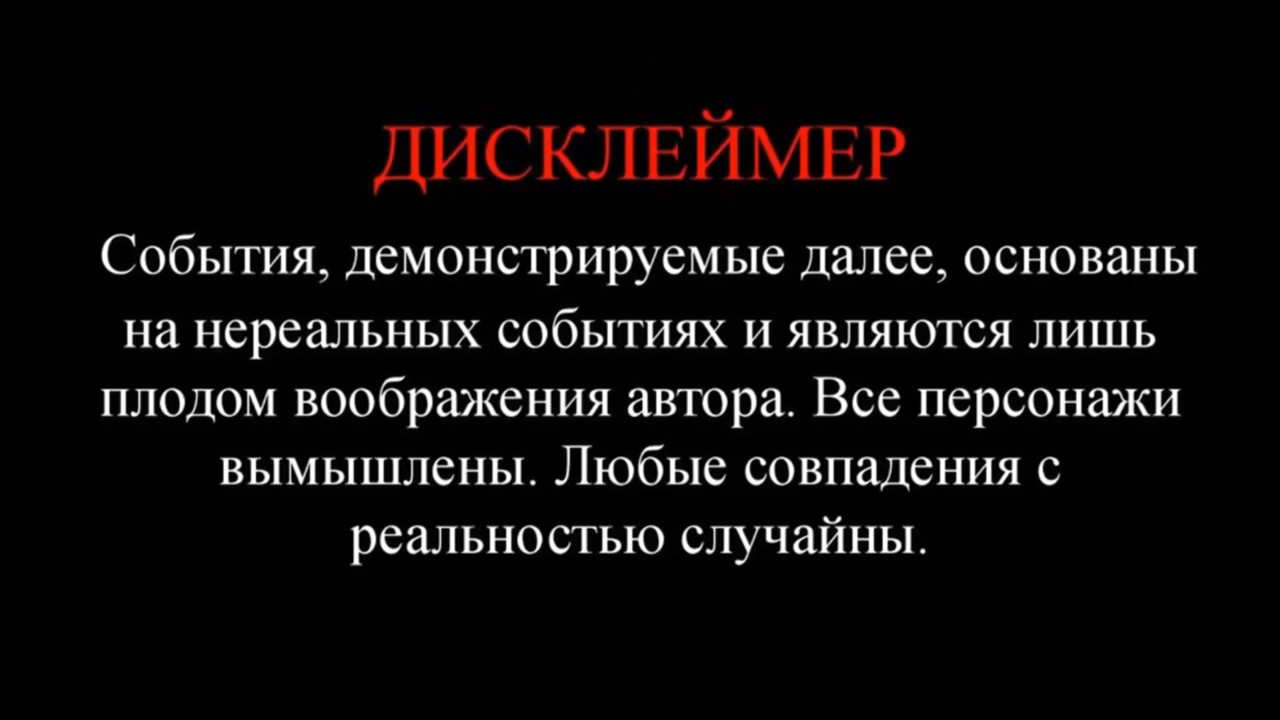 ДИСКЛЕЙМЕР
События, демонстрируемые далее, основаны
на нереальных событиях и являются лишь
плодом воображения автора. Все персонажи
вымышлены. Любые совпадения с
реальностью случайны.